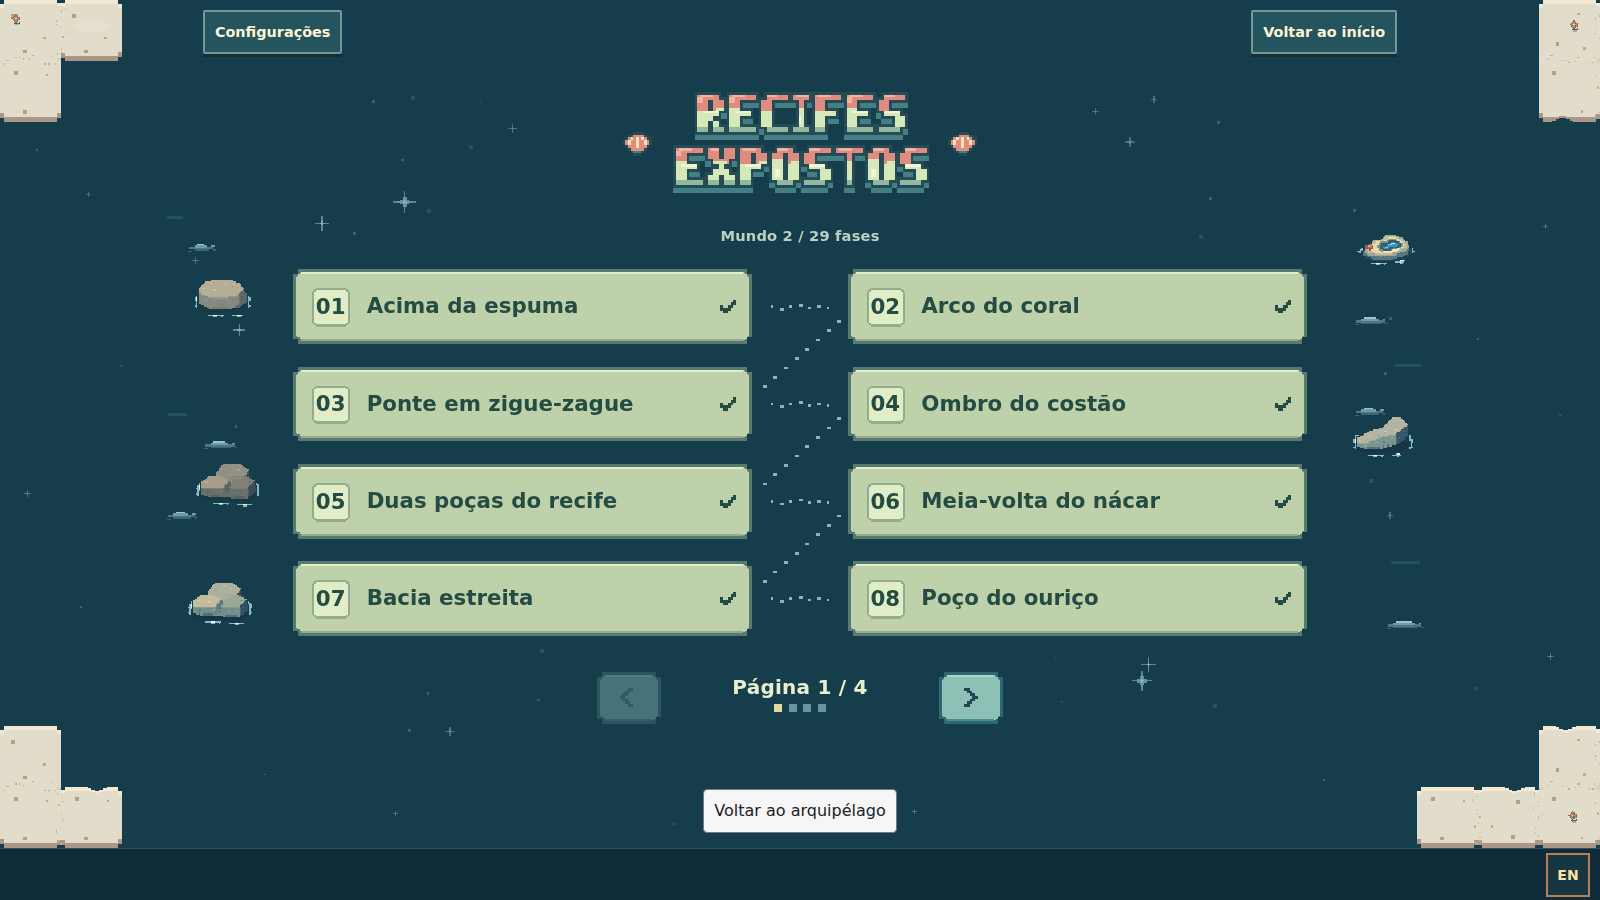 Configurações
Voltar ao início
RECIFES
EXPOSTOS
Mundo 2 / 29 fases
01 Acima da espuma
02 Arco do coral
03 Ponte em zigue-zague
04 Ombro do costão
05 Duas poças do recife
06 Meia-volta do nácar
07 Bacia estreita
08 Poço do ouriço
Página 1 / 4
Voltar ao arquipélago
EN